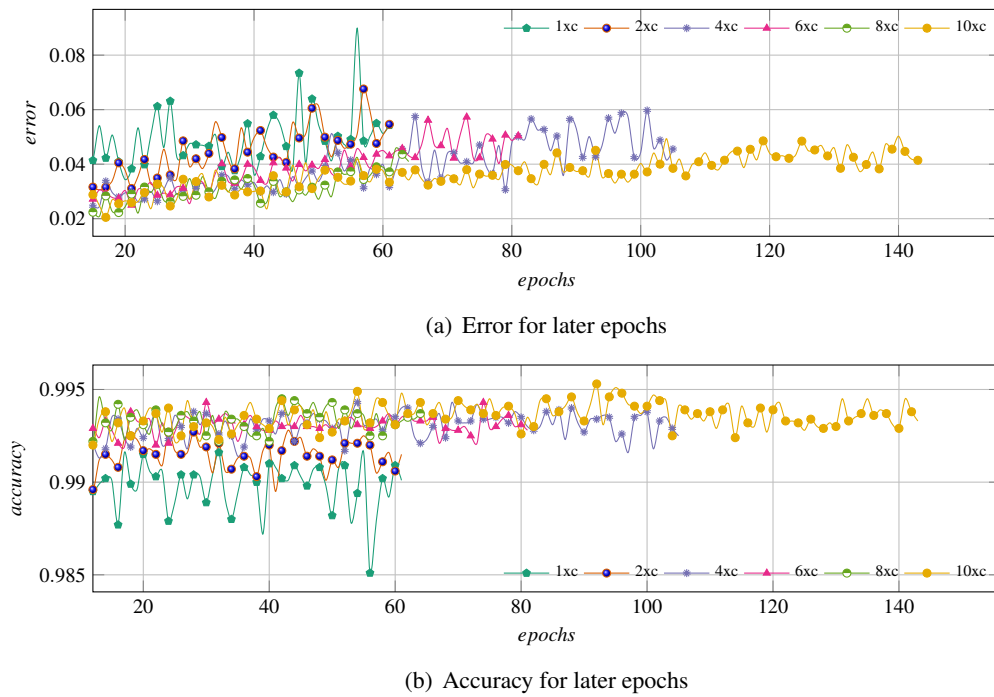 0.08
0.06
0.04
0.02
error
1xc 2xc 4xc 6xc 8xc 10xc
20 40 60 80 100 120 140
epochs
(a) Error for later epochs
0.995
0.99
0.985
accuracy
1xc 2xc 4xc 6xc 8xc 10xc
20 40 60 80 100 120 140
epochs
(b) Accuracy for later epochs